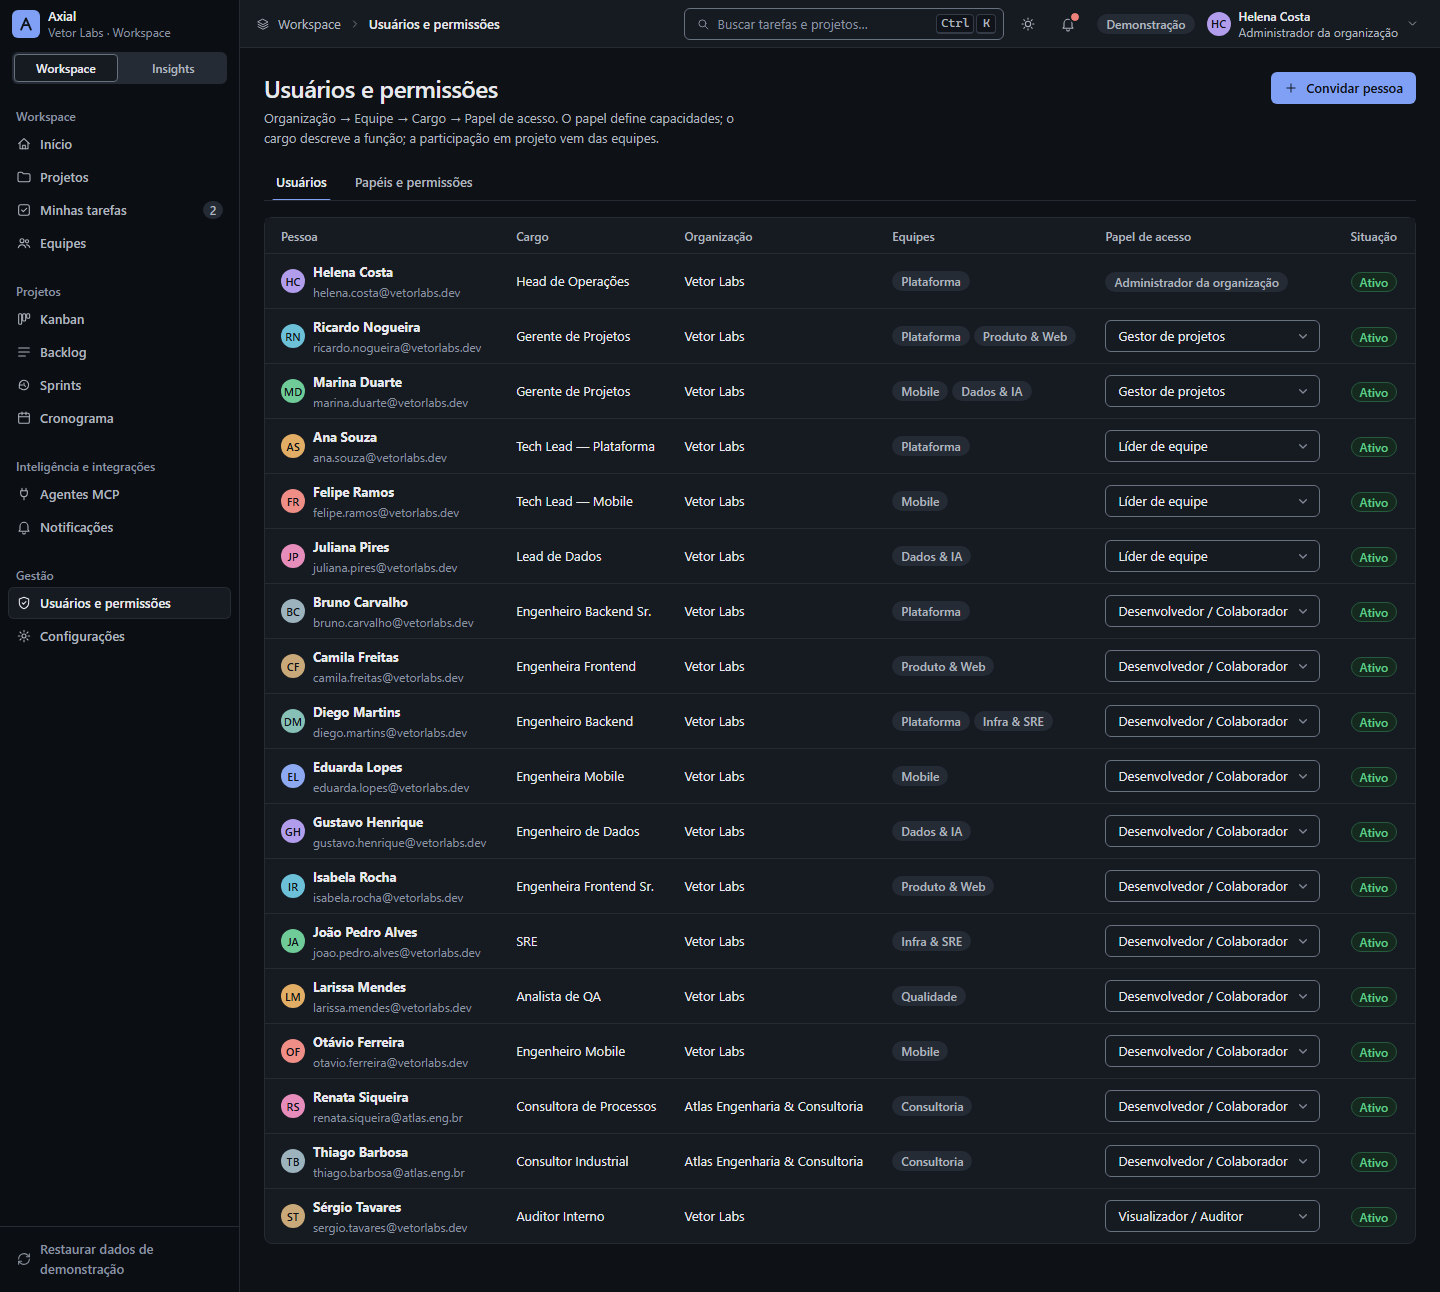 A
Axial
Vetor Labs · Workspace
Workspace
Insights
Workspace
Início
Projetos
Minhas tarefas
2
Equipes
Projetos
Kanban
Backlog
Sprints
Cronograma
Inteligência e integrações
Agentes MCP
Notificações
Gestão
Usuários e permissões
Configurações
Restaurar dados de
demonstração
Workspace > Usuários e permissões
Buscar tarefas e projetos... Ctrl K
Demonstração
HC
Helena Costa
Administrador da organização
Usuários e permissões
Organização → Equipe → Cargo → Papel de acesso. O papel define capacidades; o
cargo descreve a função; a participação em projeto vem das equipes.
+ Convidar pessoa
Usuários
Papéis e permissões
Pessoa Cargo Organização Equipes Papel de acesso Situação
HC Helena Costa Head de Operações Vetor Labs Plataforma Administrador da organização Ativo
helena.costa@vetorlabs.dev
RN Ricardo Nogueira Gerente de Projetos Vetor Labs Plataforma Produto & Web Gestor de projetos Ativo
ricardo.nogueira@vetorlabs.dev
MD Marina Duarte Gerente de Projetos Vetor Labs Mobile Dados & IA Gestor de projetos Ativo
marina.duarte@vetorlabs.dev
AS Ana Souza Tech Lead — Plataforma Vetor Labs Plataforma Líder de equipe Ativo
ana.souza@vetorlabs.dev
FR Felipe Ramos Tech Lead — Mobile Vetor Labs Mobile Líder de equipe Ativo
felipe.ramos@vetorlabs.dev
JP Juliana Pires Lead de Dados Vetor Labs Dados & IA Líder de equipe Ativo
juliana.pires@vetorlabs.dev
BC Bruno Carvalho Engenheiro Backend Sr. Vetor Labs Plataforma Desenvolvedor / Colaborador Ativo
bruno.carvalho@vetorlabs.dev
CF Camila Freitas Engenheira Frontend Vetor Labs Produto & Web Desenvolvedor / Colaborador Ativo
camila.freitas@vetorlabs.dev
DM Diego Martins Engenheiro Backend Vetor Labs Plataforma Infra & SRE Desenvolvedor / Colaborador Ativo
diego.martins@vetorlabs.dev
EL Eduarda Lopes Engenheira Mobile Vetor Labs Mobile Desenvolvedor / Colaborador Ativo
eduarda.lopes@vetorlabs.dev
GH Gustavo Henrique Engenheiro de Dados Vetor Labs Dados & IA Desenvolvedor / Colaborador Ativo
gustavo.henrique@vetorlabs.dev
IR Isabela Rocha Engenheira Frontend Sr. Vetor Labs Produto & Web Desenvolvedor / Colaborador Ativo
isabela.rocha@vetorlabs.dev
JA João Pedro Alves SRE Vetor Labs Infra & SRE Desenvolvedor / Colaborador Ativo
joao.pedro.alves@vetorlabs.dev
LM Larissa Mendes Analista de QA Vetor Labs Qualidade Desenvolvedor / Colaborador Ativo
larissa.mendes@vetorlabs.dev
OF Otávio Ferreira Engenheiro Mobile Vetor Labs Mobile Desenvolvedor / Colaborador Ativo
otavio.ferreira@vetorlabs.dev
RS Renata Siqueira Consultora de Processos Atlas Engenharia & Consultoria Consultoria Desenvolvedor / Colaborador Ativo
renata.siqueira@atlas.eng.br
TB Thiago Barbosa Consultor Industrial Atlas Engenharia & Consultoria Consultoria Desenvolvedor / Colaborador Ativo
thiago.barbosa@atlas.eng.br
ST Sérgio Tavares Auditor Interno Vetor Labs Visualizador / Auditor Ativo
sergio.tavares@vetorlabs.dev